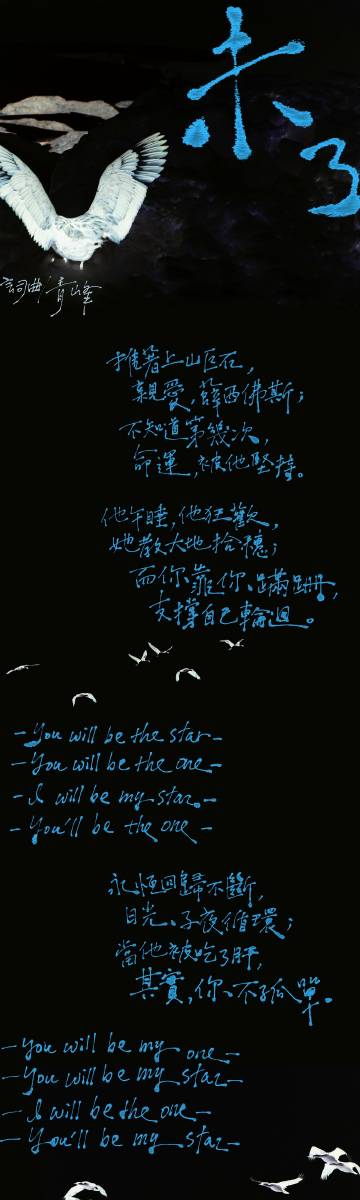 未了
詞曲 青峰
推著上山巨石,
親愛,薛西佛斯;
不知道第幾次,
命運,被他堅持。
他午睡,他狂歡,
她教大地拾穗;
而你靠你、蹣跚,
支撐自己輪迴。
-You will be the star-
-You will be the one-
-I will be my star-
-You'll be the one-
永恆回歸不斷,
日光、子夜循環;
當他被吃了肝,
其實,你、不孤單。
-You will be my one-
-You will be my star-
-I will be the one-
-You'll be my star-